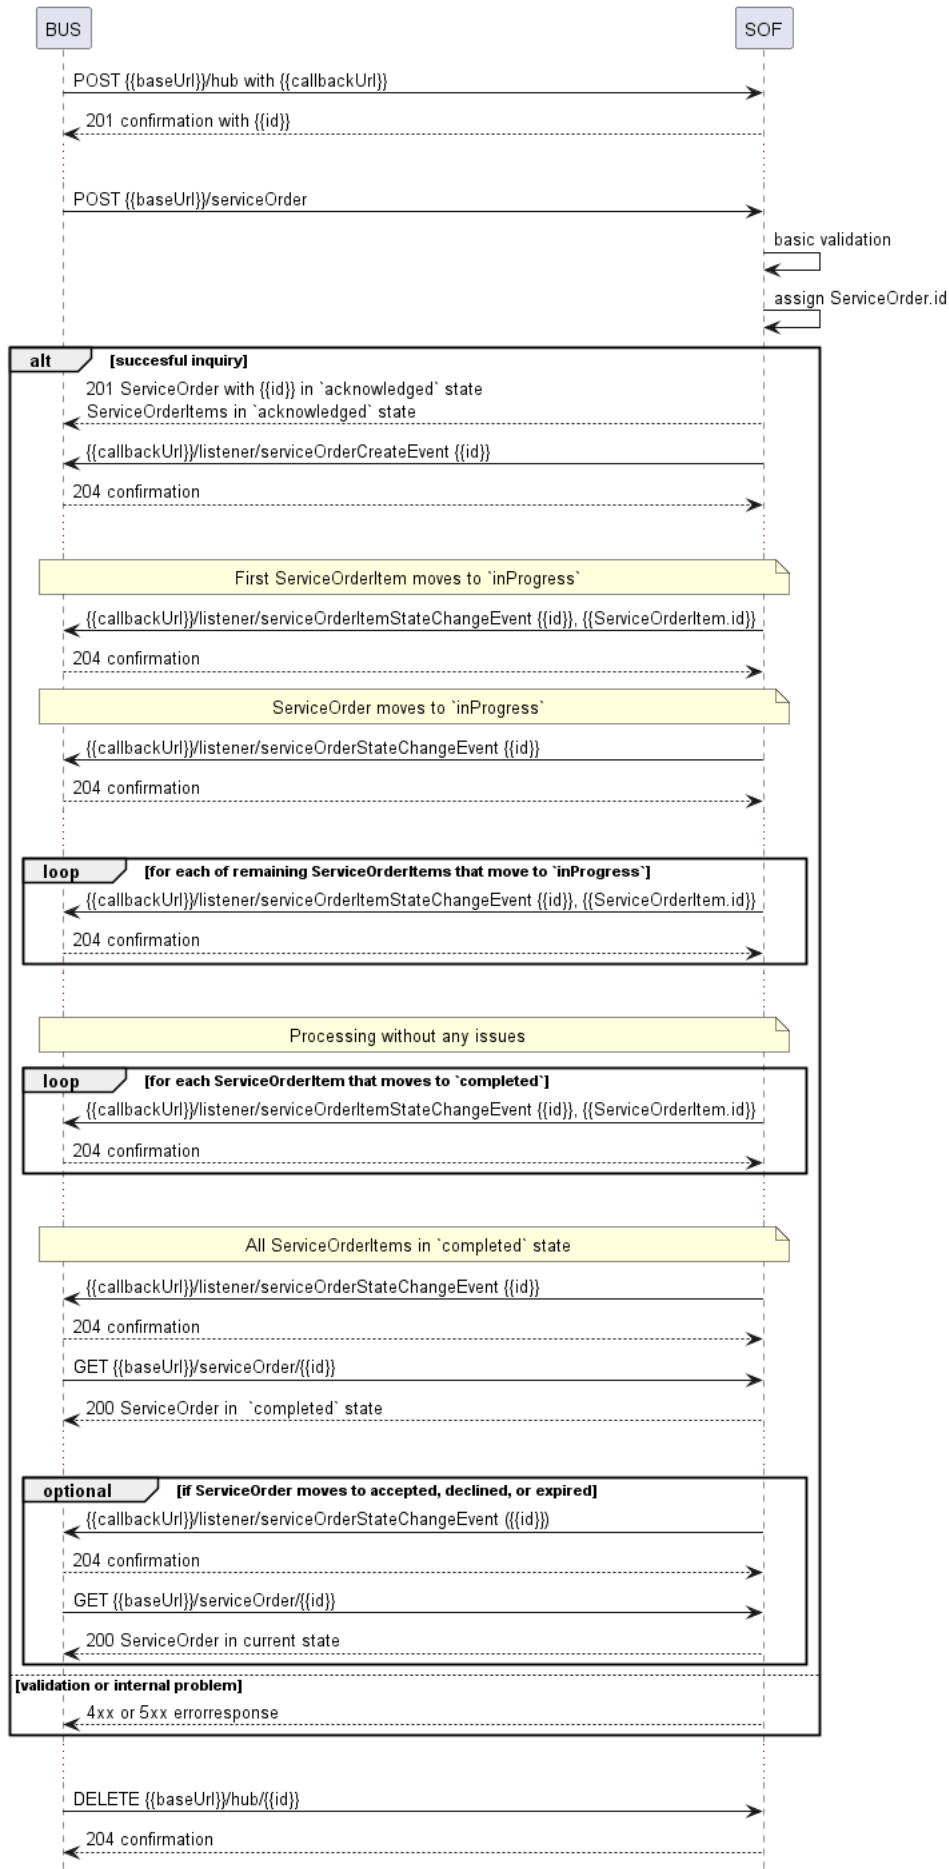 BUS
SOF
POST {{baseUrl}}/hub with {{callbackUrl}}
201 confirmation with {{id}}
POST {{baseUrl}}/serviceOrder
basic validation
assign ServiceOrder.id
alt
[succesful inquiry]
201 ServiceOrder with {{id}} in `acknowledged` state
ServiceOrderItems in `acknowledged` state
{{callbackUrl}}/listener/serviceOrderCreateEvent {{id}}
204 confirmation
First ServiceOrderItem moves to `inProgress`
{{callbackUrl}}/listener/serviceOrderItemStateChangeEvent {{id}}, {{ServiceOrderItem.id}}
204 confirmation
ServiceOrder moves to `inProgress`
{{callbackUrl}}/listener/serviceOrderStateChangeEvent {{id}}
204 confirmation
loop
[for each of remaining ServiceOrderItems that move to `inProgress`]
{{callbackUrl}}/listener/serviceOrderItemStateChangeEvent {{id}}, {{ServiceOrderItem.id}}
204 confirmation
Processing without any issues
loop
[for each ServiceOrderItem that moves to `completed`]
{{callbackUrl}}/listener/serviceOrderItemStateChangeEvent {{id}}, {{ServiceOrderItem.id}}
204 confirmation
All ServiceOrderItems in `completed` state
{{callbackUrl}}/listener/serviceOrderStateChangeEvent {{id}}
204 confirmation
GET {{baseUrl}}/serviceOrder/{{id}}
200 ServiceOrder in  `completed` state
optional
[if ServiceOrder moves to accepted, declined, or expired]
{{callbackUrl}}/listener/serviceOrderStateChangeEvent ({{id}})
204 confirmation
GET {{baseUrl}}/serviceOrder/{{id}}
200 ServiceOrder in current state
[validation or internal problem]
4xx or 5xx errorresponse
DELETE {{baseUrl}}/hub/{{id}}
204 confirmation